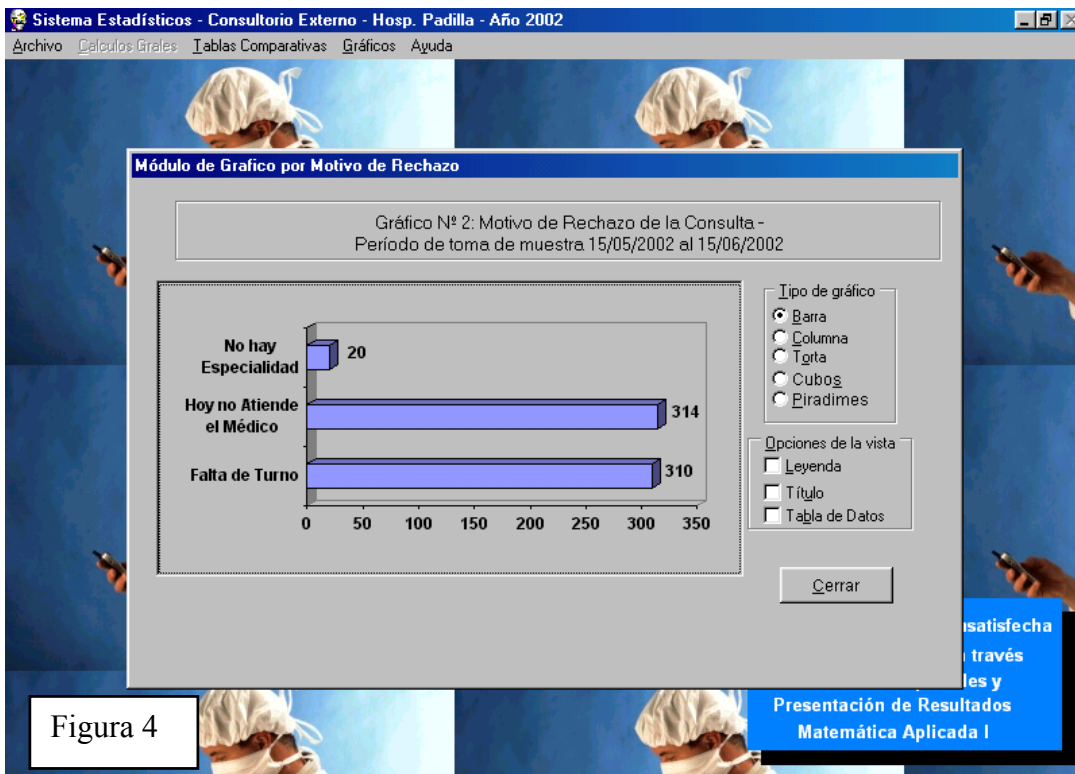 Sistema Estadísticos - Consultorio Externo - Hosp. Padilla - Año 2002
Archivo Calculos Grales Tablas Comparativas Gráficos Ayuda
Módulo de Grafico por Motivo de Rechazo
Gráfico Nº 2: Motivo de Rechazo de la Consulta -
Período de toma de muestra 15/05/2002 al 15/06/2002
No hay
Especialidad
20
Hoy no Atiende
el Médico
314
Falta de Turno
310
0 50 100 150 200 250 300 350
Tipo de gráfico
Barra
Columna
Torta
Cubos
Piradimes
Opciones de la vista
Leyenda
Título
Tabla de Datos
Cerrar
través
y
Presentación de Resultados
Matemática Aplicada I
Figura 4